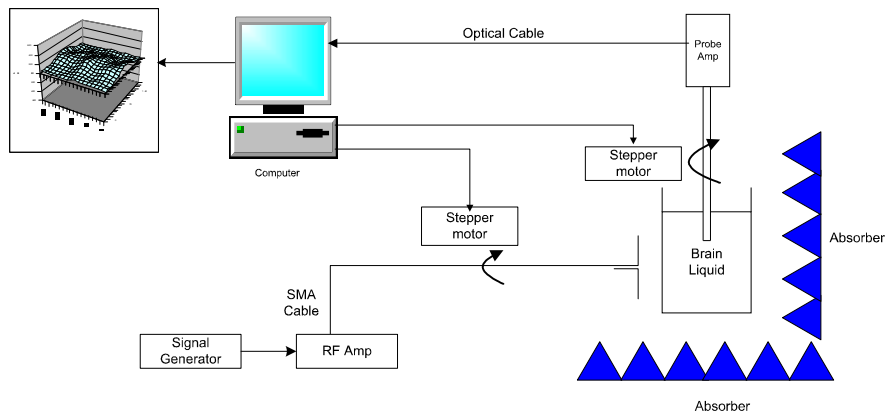 Optical Cable
Probe
Amp
Computer
Stepper
motor
Stepper
motor
Absorber
Brain
Liquid
SMA
Cable
Signal
Generator
RF Amp
Absorber